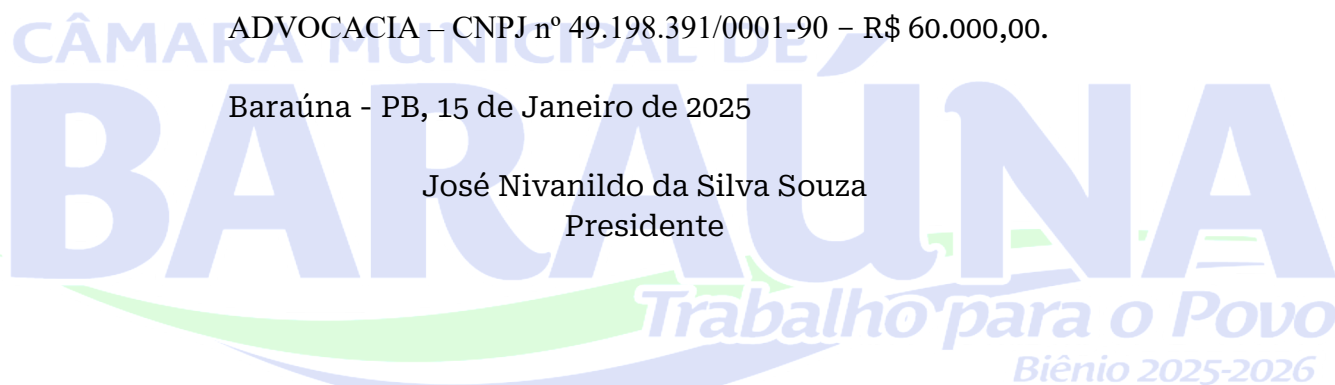 ADVOCACIA – CNPJ nº 49.198.391/0001-90 – R$ 60.000,00.
CÂMARA MUNICIPAL DE
BARAÚNA
Baraúna - PB, 15 de Janeiro de 2025
José Nivanildo da Silva Souza
Presidente
Trabalho para o Povo
Biênio 2025-2026